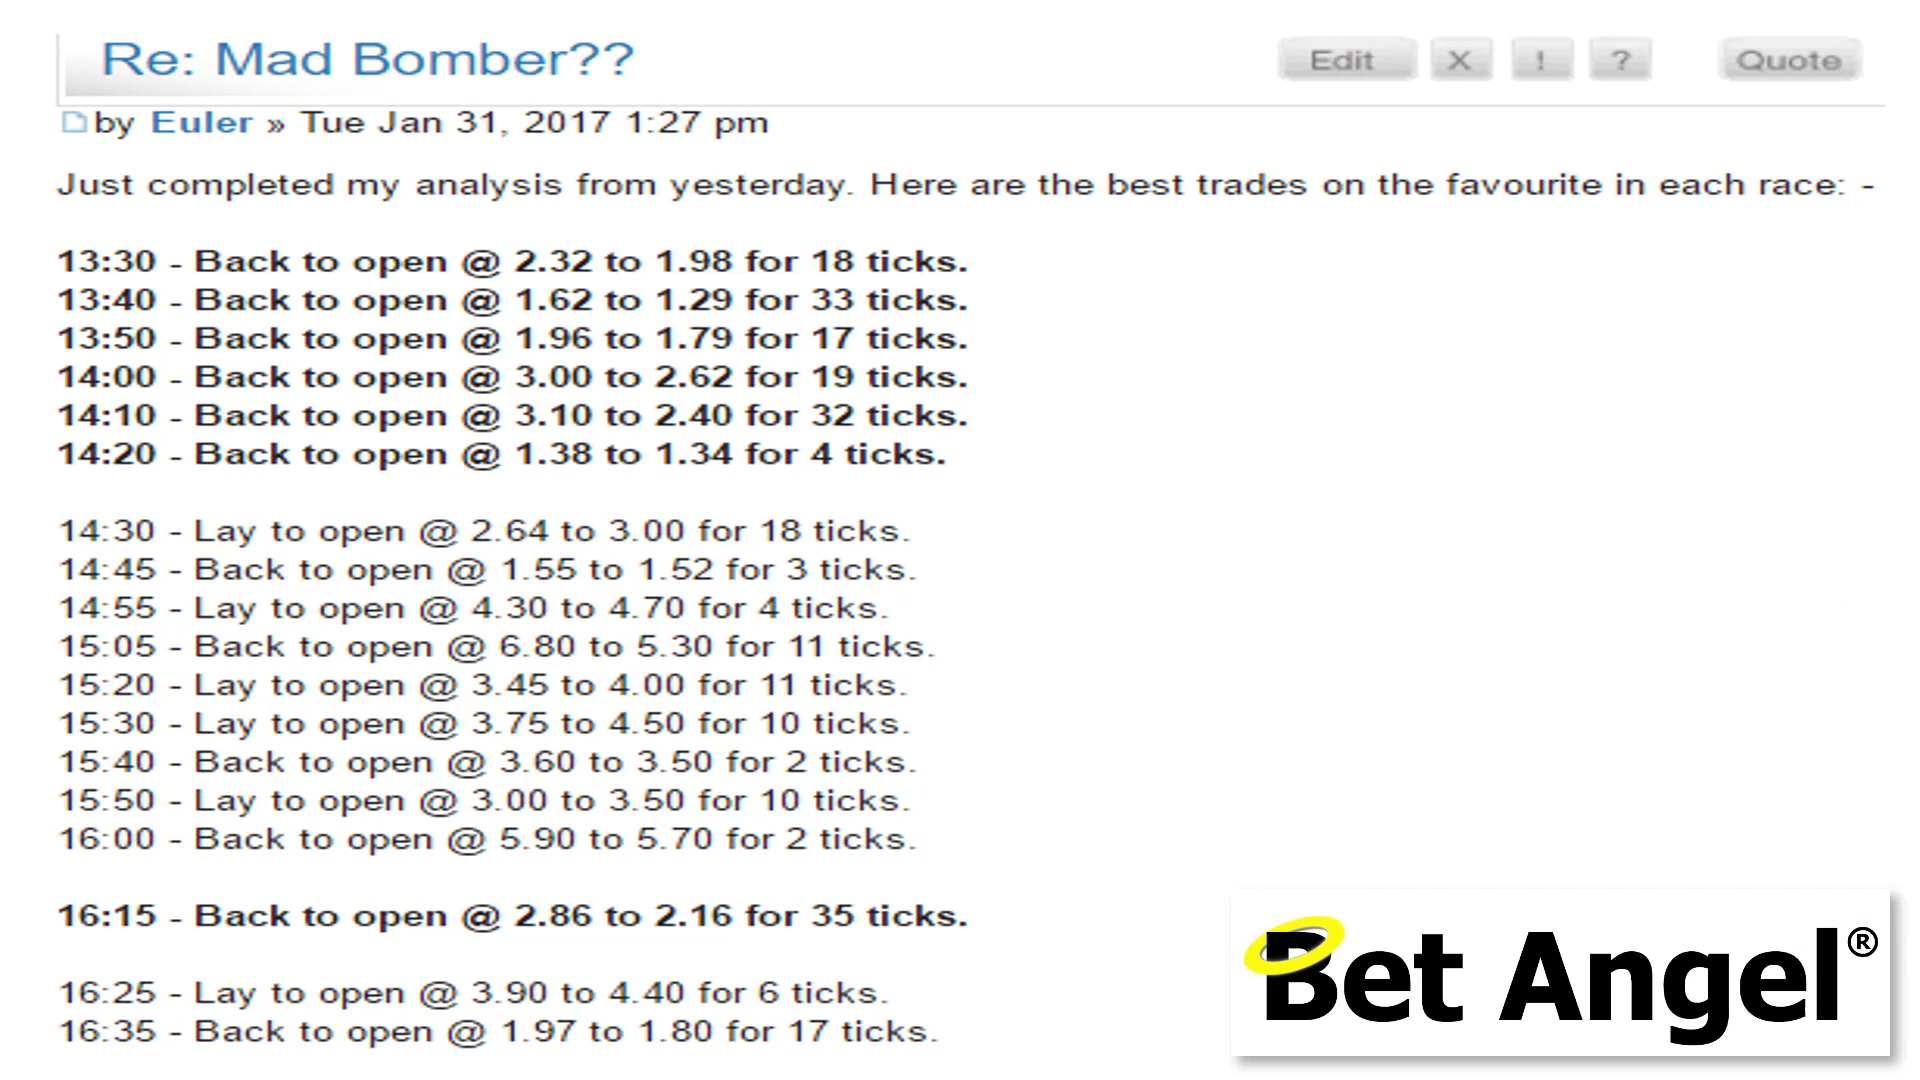 Re: Mad Bomber??
Edit X ! ? Quote
by Euler » Tue Jan 31, 2017 1:27 pm
Just completed my analysis from yesterday. Here are the best trades on the favourite in each race: -
13:30 - Back to open @ 2.32 to 1.98 for 18 ticks.
13:40 - Back to open @ 1.62 to 1.29 for 33 ticks.
13:50 - Back to open @ 1.96 to 1.79 for 17 ticks.
14:00 - Back to open @ 3.00 to 2.62 for 19 ticks.
14:10 - Back to open @ 3.10 to 2.40 for 32 ticks.
14:20 - Back to open @ 1.38 to 1.34 for 4 ticks.
14:30 - Lay to open @ 2.64 to 3.00 for 18 ticks.
14:45 - Back to open @ 1.55 to 1.52 for 3 ticks.
14:55 - Lay to open @ 4.30 to 4.70 for 4 ticks.
15:05 - Back to open @ 6.80 to 5.30 for 11 ticks.
15:20 - Lay to open @ 3.45 to 4.00 for 11 ticks.
15:30 - Lay to open @ 3.75 to 4.50 for 10 ticks.
15:40 - Back to open @ 3.60 to 3.50 for 2 ticks.
15:50 - Lay to open @ 3.00 to 3.50 for 10 ticks.
16:00 - Back to open @ 5.90 to 5.70 for 2 ticks.
16:15 - Back to open @ 2.86 to 2.16 for 35 ticks.
16:25 - Lay to open @ 3.90 to 4.40 for 6 ticks.
16:35 - Back to open @ 1.97 to 1.80 for 17 ticks.
Bet Angel®